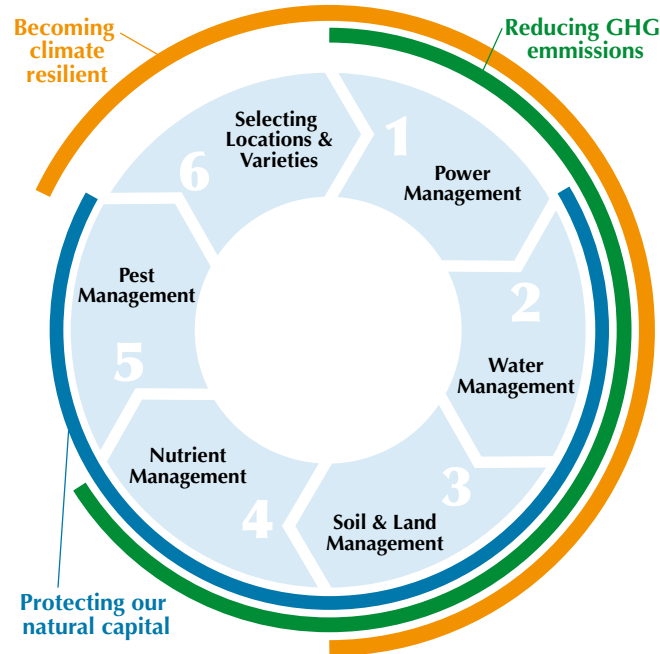 Becoming
climate
resilient
Reducing GHG
emmissions
1
Power
Management
2
Water
Management
3
Soil & Land
Management
4
Nutrient
Management
5
Pest
Management
6
Selecting
Locations &
Varieties
Protecting our
natural capital